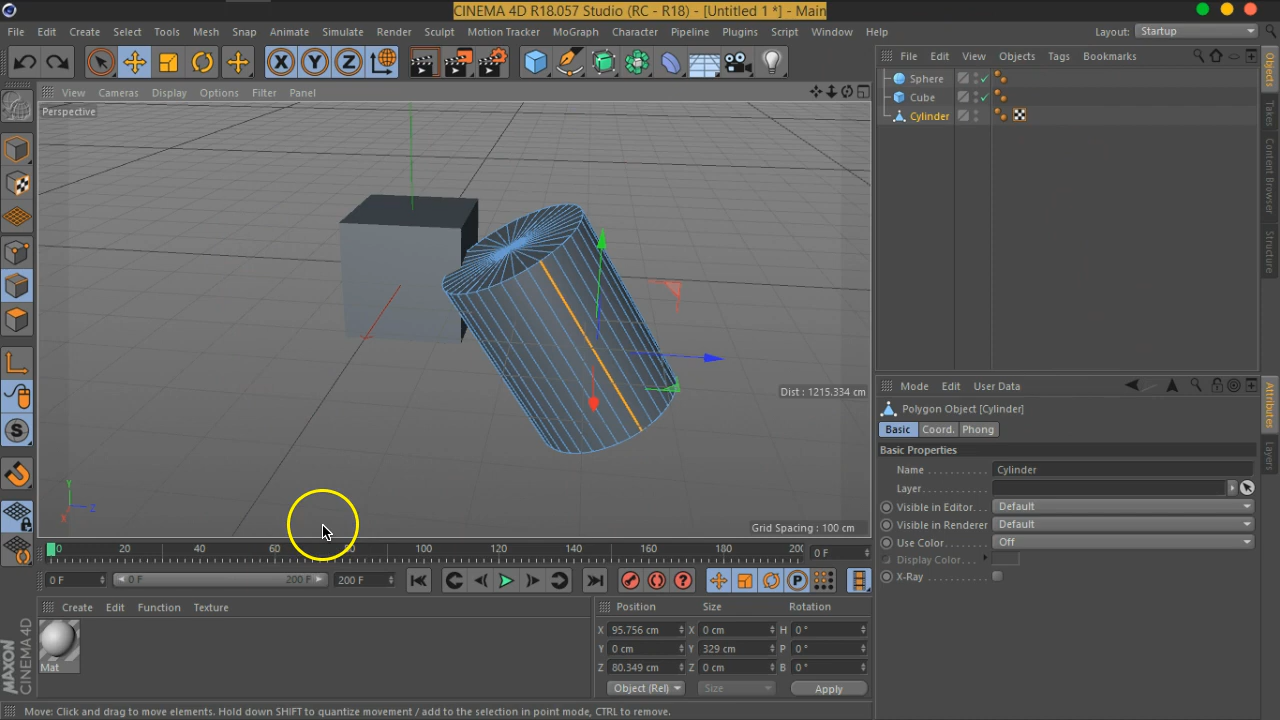 CINEMA 4D R18.057 Studio (RC - R18) - [Untitled 1 *] - Main
File Edit Create Select Tools Mesh Snap Animate Simulate Render Sculpt Motion Tracker MoGraph Character Pipeline Plugins Script Window Help Layout: Startup
File Edit View Objects Tags Bookmarks
View Cameras Display Options Filter Panel
Perspective
Sphere
Cube
Cylinder
Objects
Takes
Content Browser
Structure
X Y Z
S
Dist : 1215.334 cm
Grid Spacing : 100 cm
Y
Z
X
Mode Edit User Data
Polygon Object [Cylinder]
Basic Coord. Phong
Basic Properties
Name Cylinder
Layer
Visible in Editor Default
Visible in Renderer Default
Use Color Off
Display Color
X-Ray
Attributes
Layers
0 20 40 60 80 100 120 140 160 180 200 0 F
0 F 0 F 200 F 200 F
P
Create Edit Function Texture
Mat
MAXON
CINEMA 4D
Position Size Rotation
X 95.756 cm X 0 cm H 0 °
Y 0 cm Y 329 cm P 0 °
Z 80.349 cm Z 0 cm B 0 °
Object (Rel) Size Apply
Move: Click and drag to move elements. Hold down SHIFT to quantize movement / add to the selection in point mode, CTRL to remove.